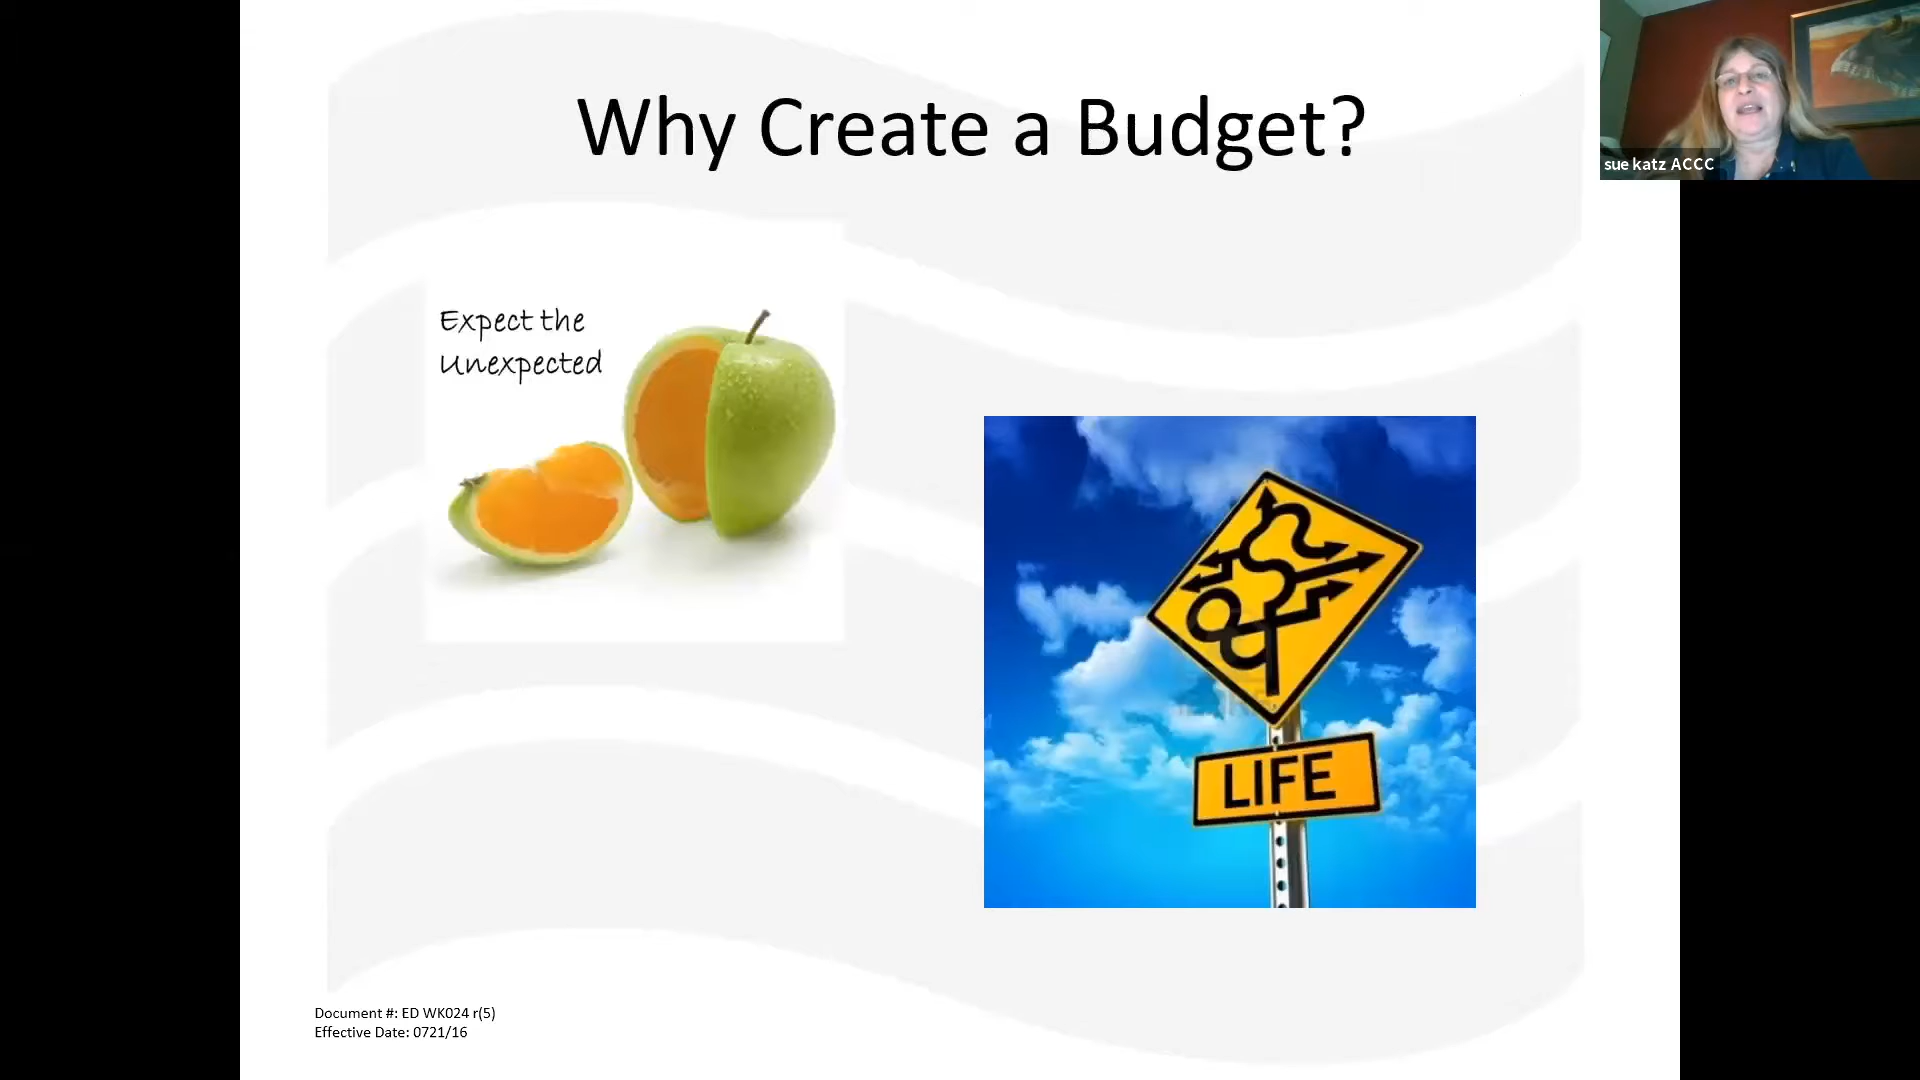 Why Create a Budget?
sue katz ACCC
Expect the
Unexpected
LIFE
Document #: ED WK024 r(5)
Effective Date: 0721/16